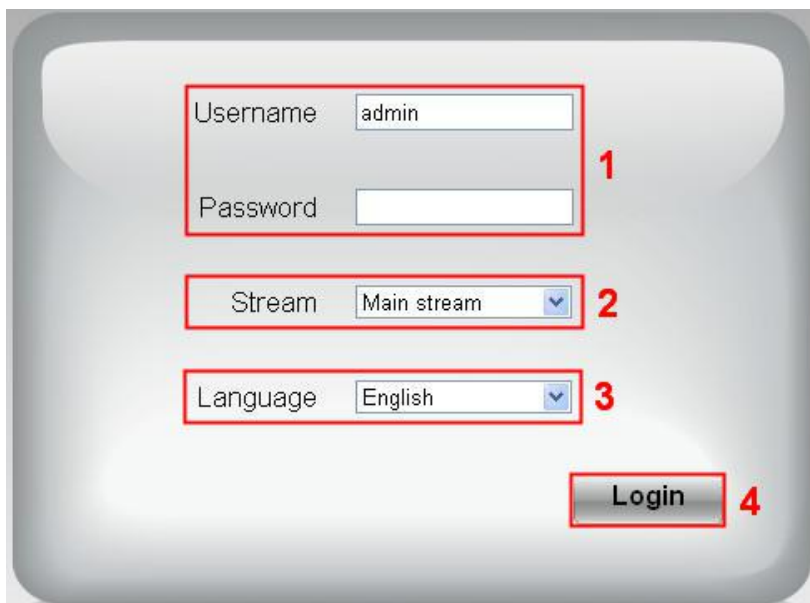 Username admin
1
Password
Stream Main stream 2
Language English 3
Login 4